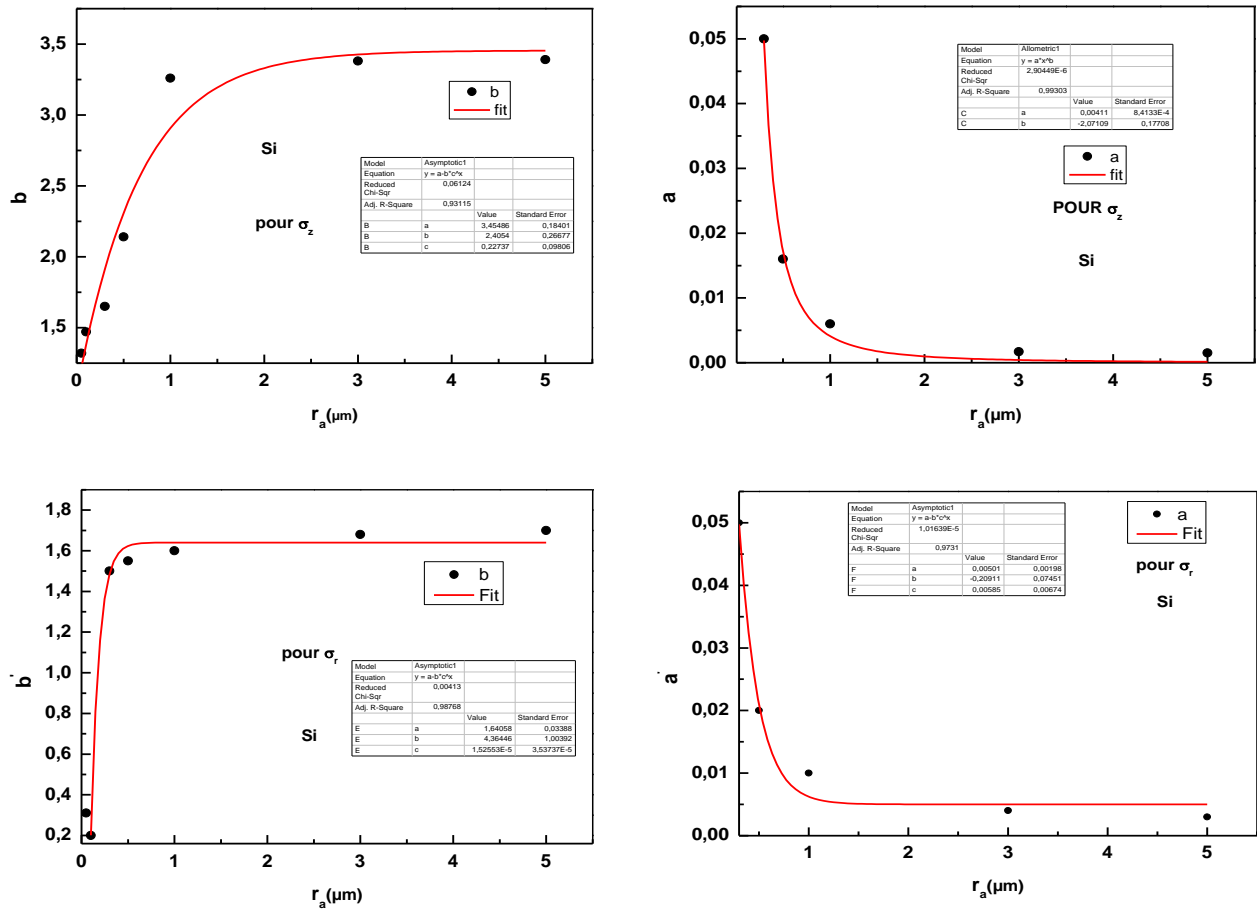 3,5
3,0
2,5
2,0
1,5
0
1
2
3
4
5
b
r_a(µm)
b
fit
Si
pour σ_z
Model Asymptotic1
Equation y = a-b*c^x
Reduced Chi-Sqr 0,06124
Adj. R-Square 0,93115
Value Standard Error
B a 3,45486 0,18401
B b 2,4054 0,26677
B c 0,22737 0,09806
0,05
0,04
0,03
0,02
0,01
0,00
1
2
3
4
5
a
r_a(µm)
Model Allometric1
Equation y = a*x^b
Reduced Chi-Sqr 2,90449E-6
Adj. R-Square 0,99303
Value Standard Error
C a 0,00411 8,4133E-4
C b -2,07109 0,17708
a
fit
POUR σ_z
Si
1,8
1,6
1,4
1,2
1,0
0,8
0,6
0,4
0,2
0
1
2
3
4
5
b'
r_a(µm)
b
Fit
pour σ_r
Si
Model Asymptotic1
Equation y = a-b*c^x
Reduced Chi-Sqr 0,00413
Adj. R-Square 0,98768
Value Standard Error
E a 1,64058 0,03388
E b 4,36446 1,00392
E c 1,52553E-5 3,53737E-5
0,05
0,04
0,03
0,02
0,01
0,00
1
2
3
4
5
a'
r_a(µm)
Model Asymptotic1
Equation y = a-b*c^x
Reduced Chi-Sqr 1,01639E-5
Adj. R-Square 0,9731
Value Standard Error
F a 0,00501 0,00198
F b -0,20911 0,07451
F c 0,00585 0,00674
a
Fit
pour σ_r
Si